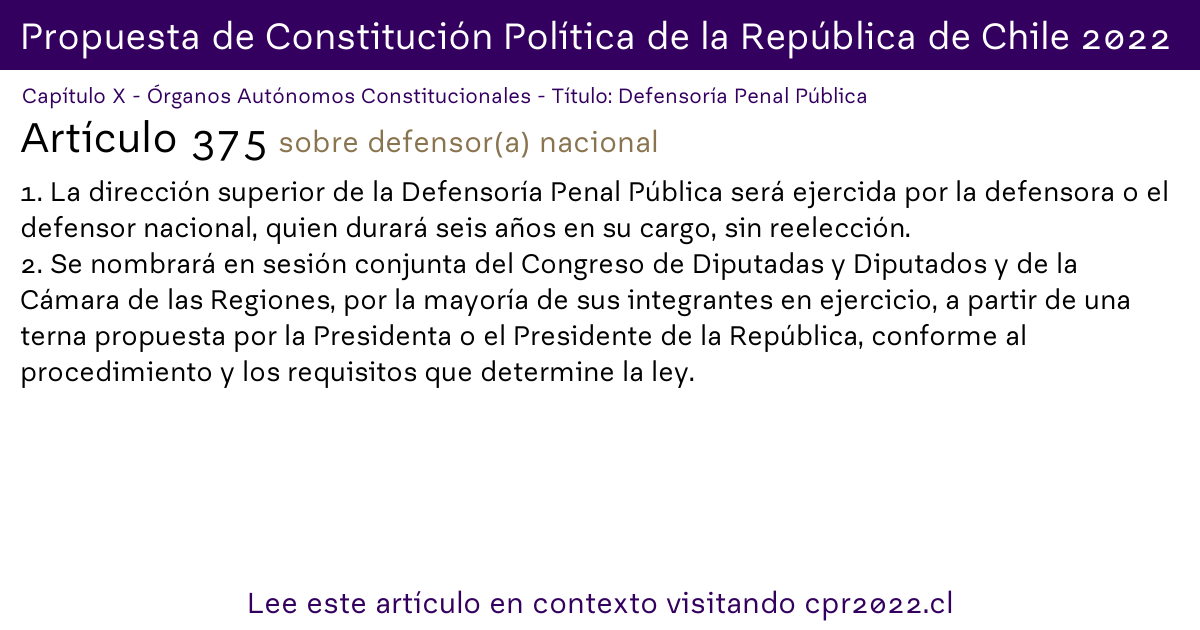 Propuesta de Constitución Política de la República de Chile 2022
Capítulo X - Órganos Autónomos Constitucionales - Título: Defensoría Penal Pública
Artículo 375 sobre defensor(a) nacional
1. La dirección superior de la Defensoría Penal Pública será ejercida por la defensora o el
defensor nacional, quien durará seis años en su cargo, sin reelección.
2. Se nombrará en sesión conjunta del Congreso de Diputadas y Diputados y de la
Cámara de las Regiones, por la mayoría de sus integrantes en ejercicio, a partir de una
terna propuesta por la Presidenta o el Presidente de la República, conforme al
procedimiento y los requisitos que determine la ley.
Lee este artículo en contexto visitando cpr2022.cl